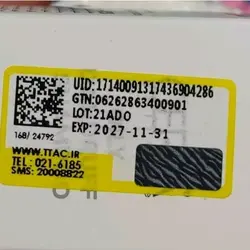 UID:17140091317436904286
GTN:06262863400901
LOT:21ADO
EXP:2027-11-31
168/24792
WWW.TTAC.IR
TEL: 021-6185
SMS: 20008822